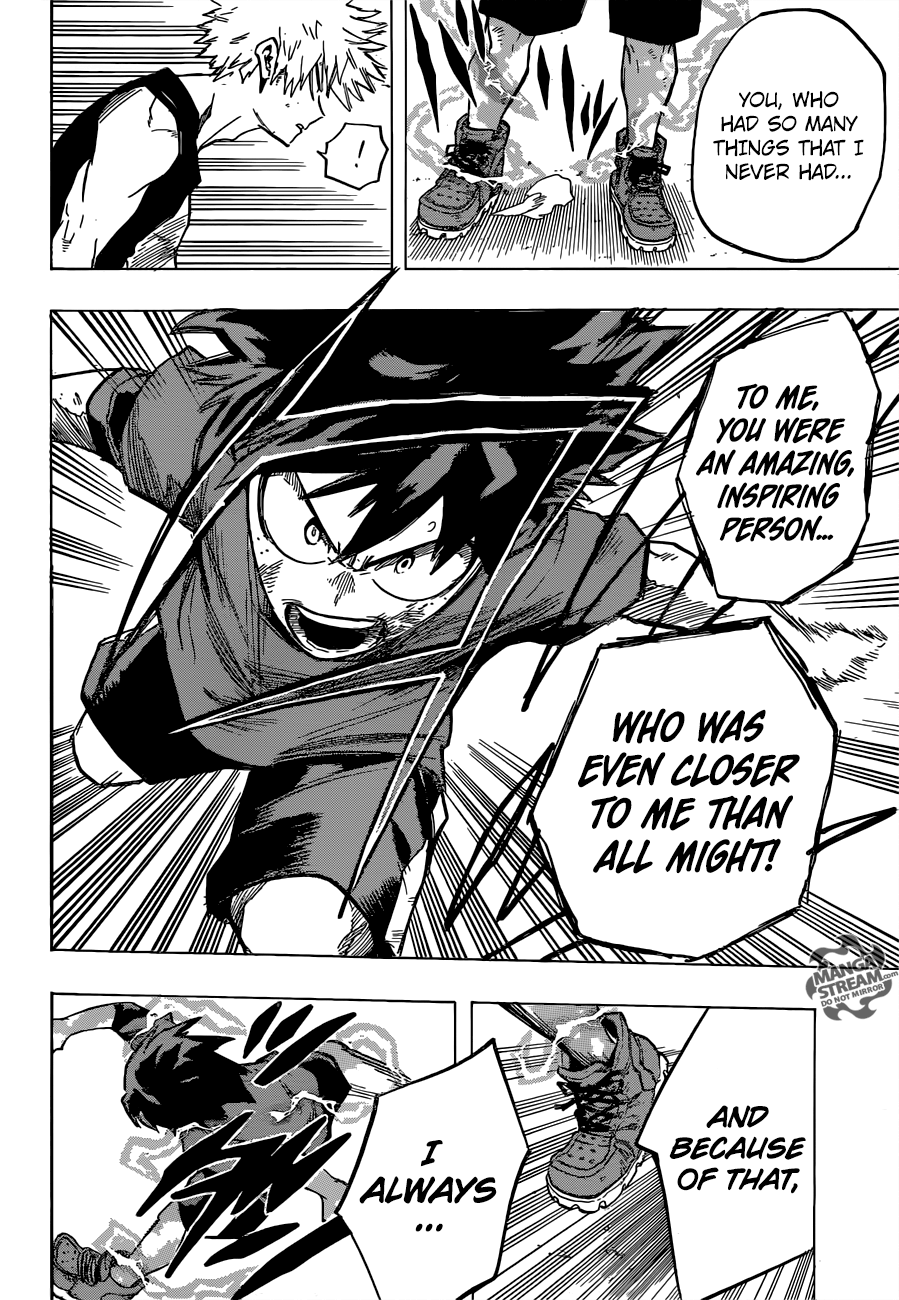 YOU, WHO
HAD SO MANY
THINGS THAT I
NEVER HAD...
!
TO ME,
YOU WERE
AN AMAZING,
INSPIRING
PERSON...
WHO WAS
EVEN CLOSER
TO ME THAN
ALL MIGHT!
MANGA
STREAM.com
DO NOT MIRROR
AND
BECAUSE
OF THAT,
I
ALWAYS
...